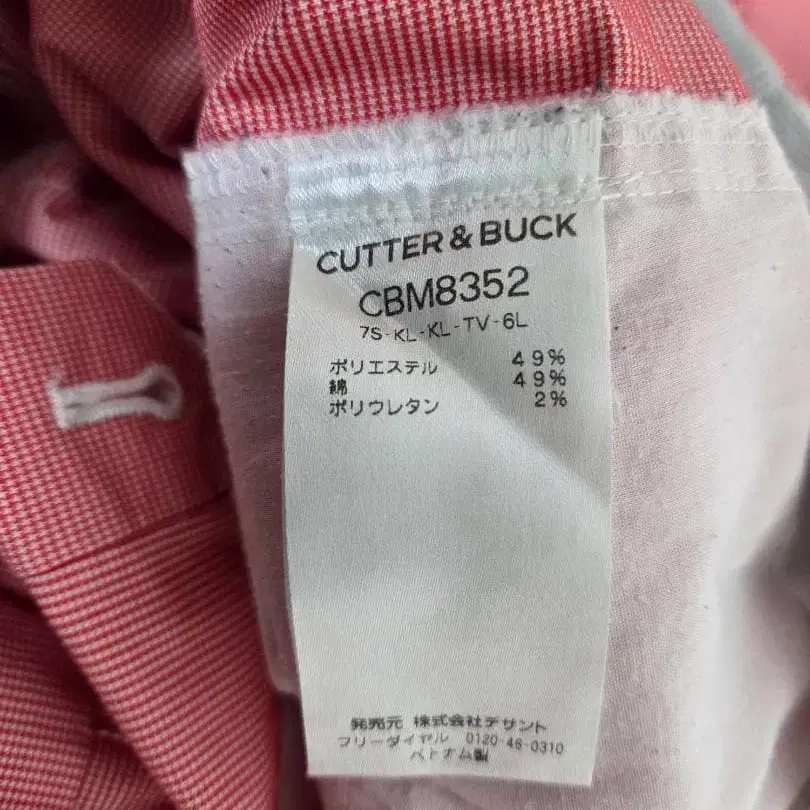 CUTTER & BUCK
CBM8352
7S-KL-KL-TV-6L
ポリエステル 49%
綿 49%
ポリウレタン 2%
発売元 株式会社デサント
フリーダイヤル 0120-46-0310
ベトナム製